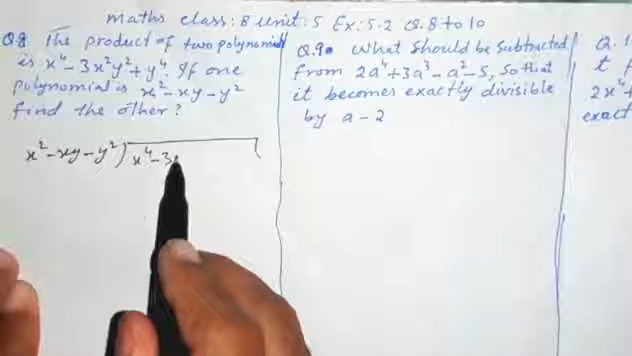 Maths class: 8 unit: 5 Ex: 5.2 Q: 8 to 10
Q.8 The product of two polynomial
is x⁴ - 3x²y² + y⁴. If one
polynomial is x² - xy - y²
find the other?
x² - xy - y² ) x⁴ - 3
Q.9 What should be subtracted
from 2a⁴ + 3a³ - a² - 5, so that
it becomes exactly divisible
by a - 2
Q.1
t
2x⁴ +
exact